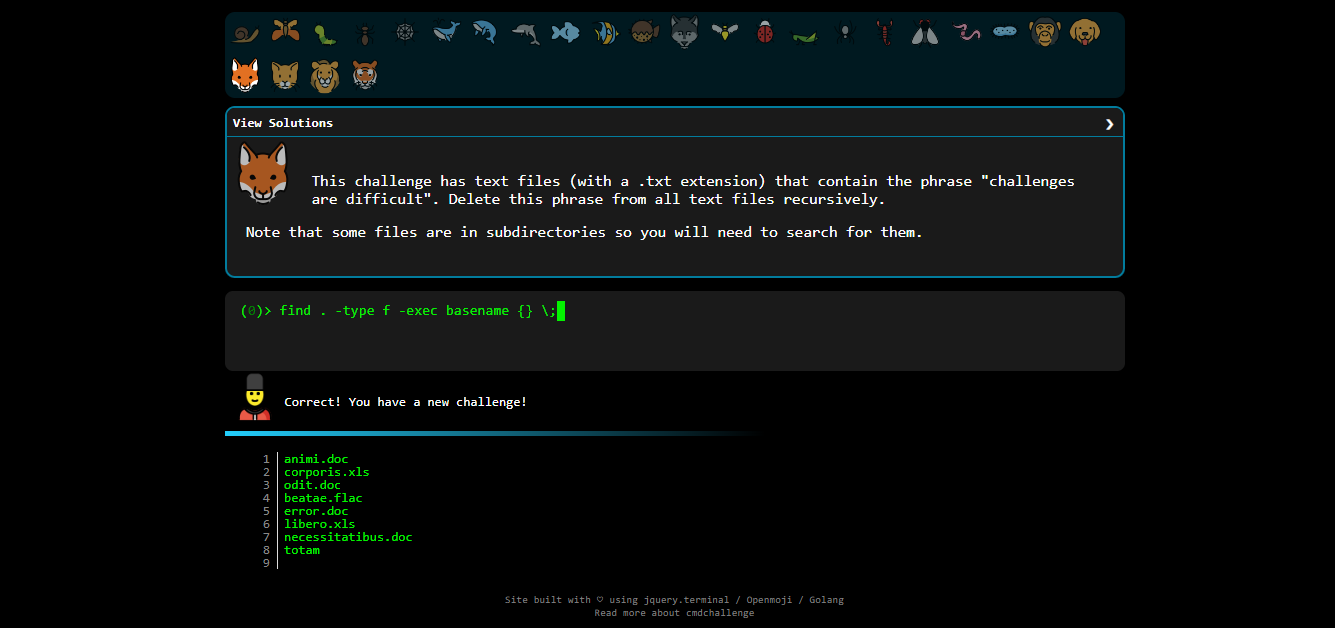 View Solutions ❯
This challenge has text files (with a .txt extension) that contain the phrase "challenges
are difficult". Delete this phrase from all text files recursively.
Note that some files are in subdirectories so you will need to search for them.
(0)> find . -type f -exec basename {} \;
Correct! You have a new challenge!
1 animi.doc
2 corporis.xls
3 odit.doc
4 beatae.flac
5 error.doc
6 libero.xls
7 necessitatibus.doc
8 totam
9
Site built with ♡ using jquery.terminal / Openmoji / Golang
Read more about cmdchallenge